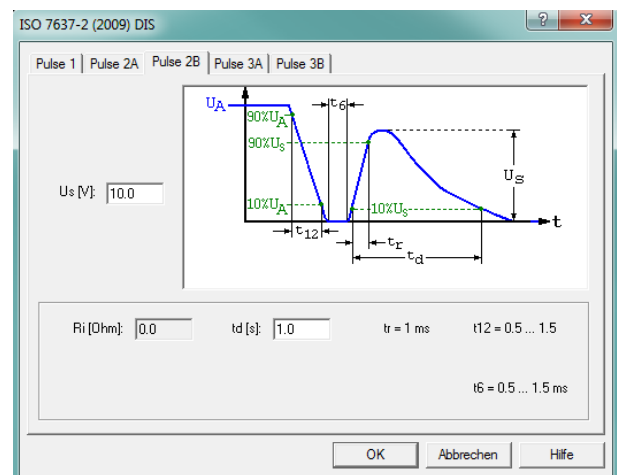 ISO 7637-2 (2009) DIS
Pulse 1 Pulse 2A Pulse 2B Pulse 3A Pulse 3B
UA
t6
90%UA
90%Us
US
Us [V]: 10.0
10%UA
10%Us
t
t12
tr
td
Ri [Ohm]: 0.0 td [s]: 1.0 tr = 1 ms t12 = 0.5 ... 1.5
t6 = 0.5 ... 1.5 ms
OK Abbrechen Hilfe